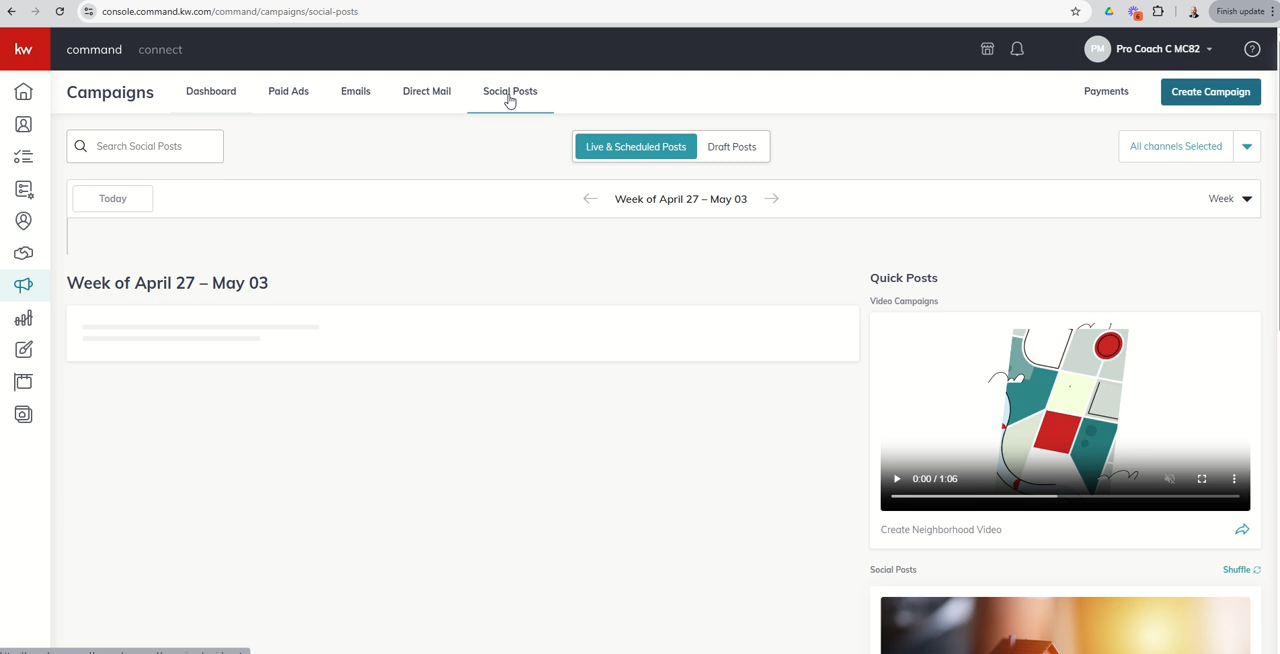 console.command.kw.com/command/campaigns/social-posts
Finish update
kw
command
connect
PM
Pro Coach C MC82
Campaigns
Dashboard
Paid Ads
Emails
Direct Mail
Social Posts
Payments
Create Campaign
Search Social Posts
Live & Scheduled Posts
Draft Posts
All channels Selected
Today
Week of April 27 – May 03
Week
Week of April 27 – May 03
Quick Posts
Video Campaigns
0:00 / 1:06
Create Neighborhood Video
Social Posts
Shuffle